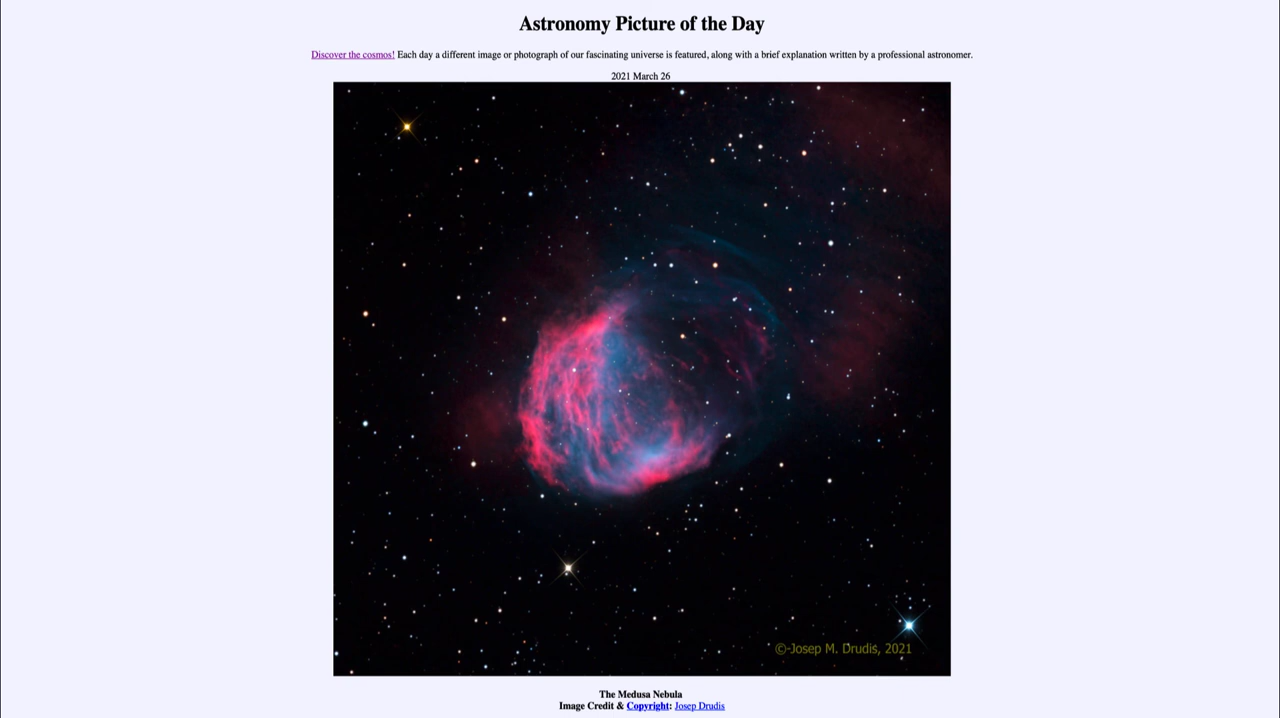 Astronomy Picture of the Day
Discover the cosmos! Each day a different image or photograph of our fascinating universe is featured, along with a brief explanation written by a professional astronomer.
2021 March 26
©-Josep M. Drudis, 2021
The Medusa Nebula
Image Credit & Copyright: Josep Drudis